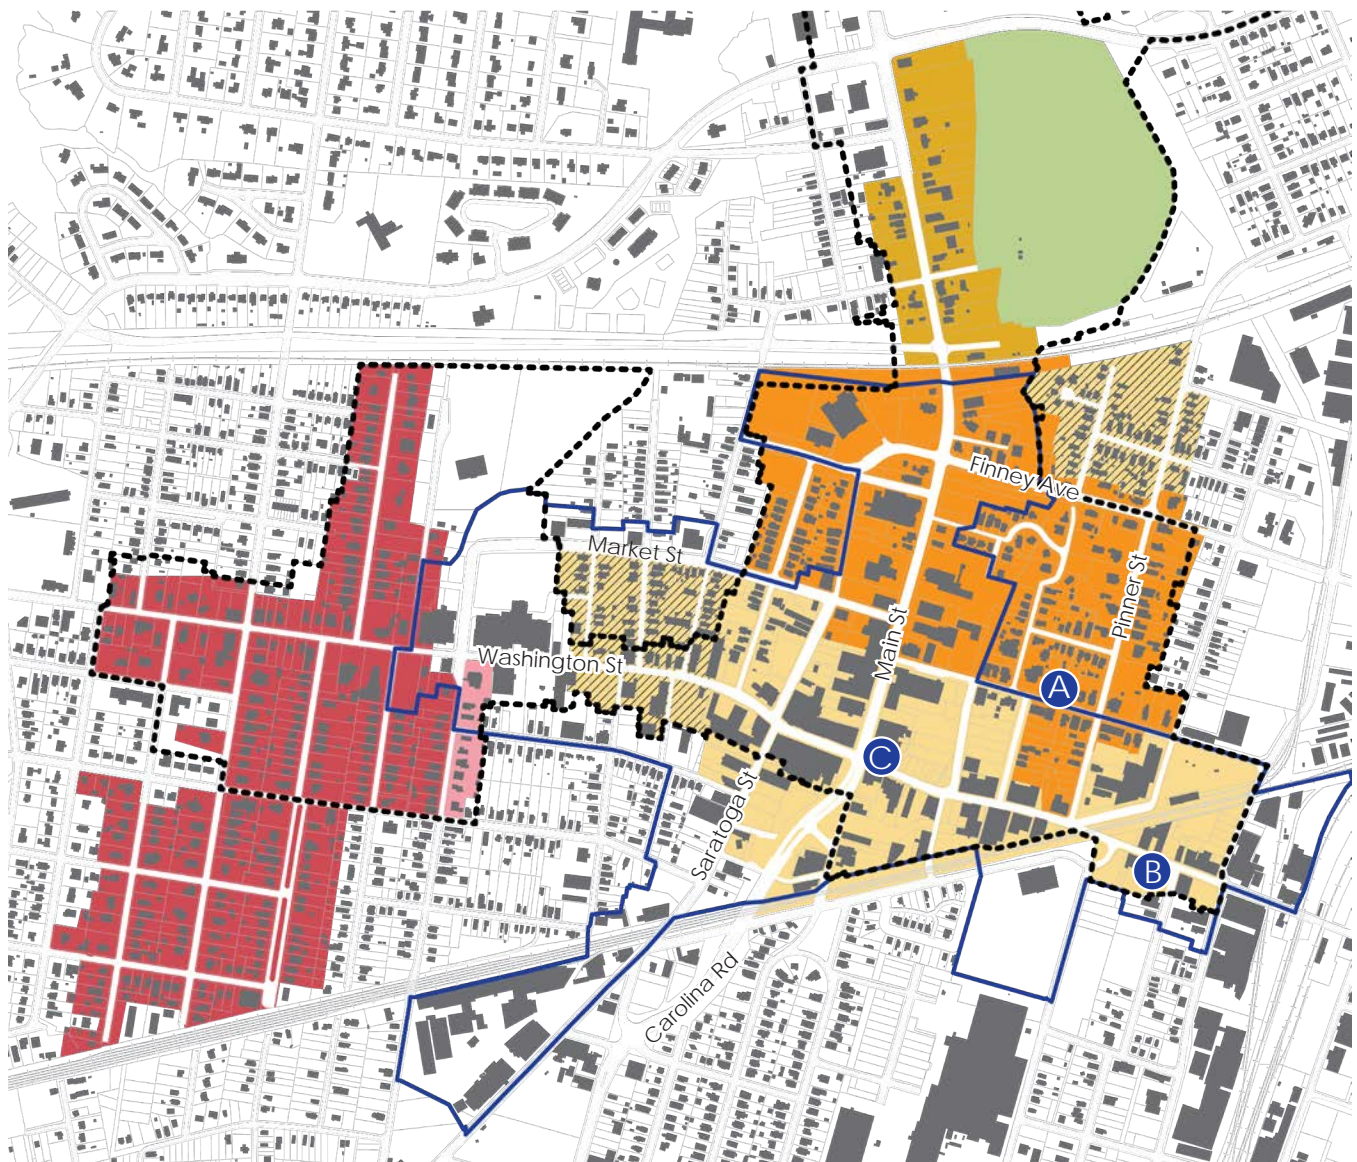 Finney Ave
Market St
Pinner St
Main St
Washington St
A
C
Saratoga St
B
Carolina Rd